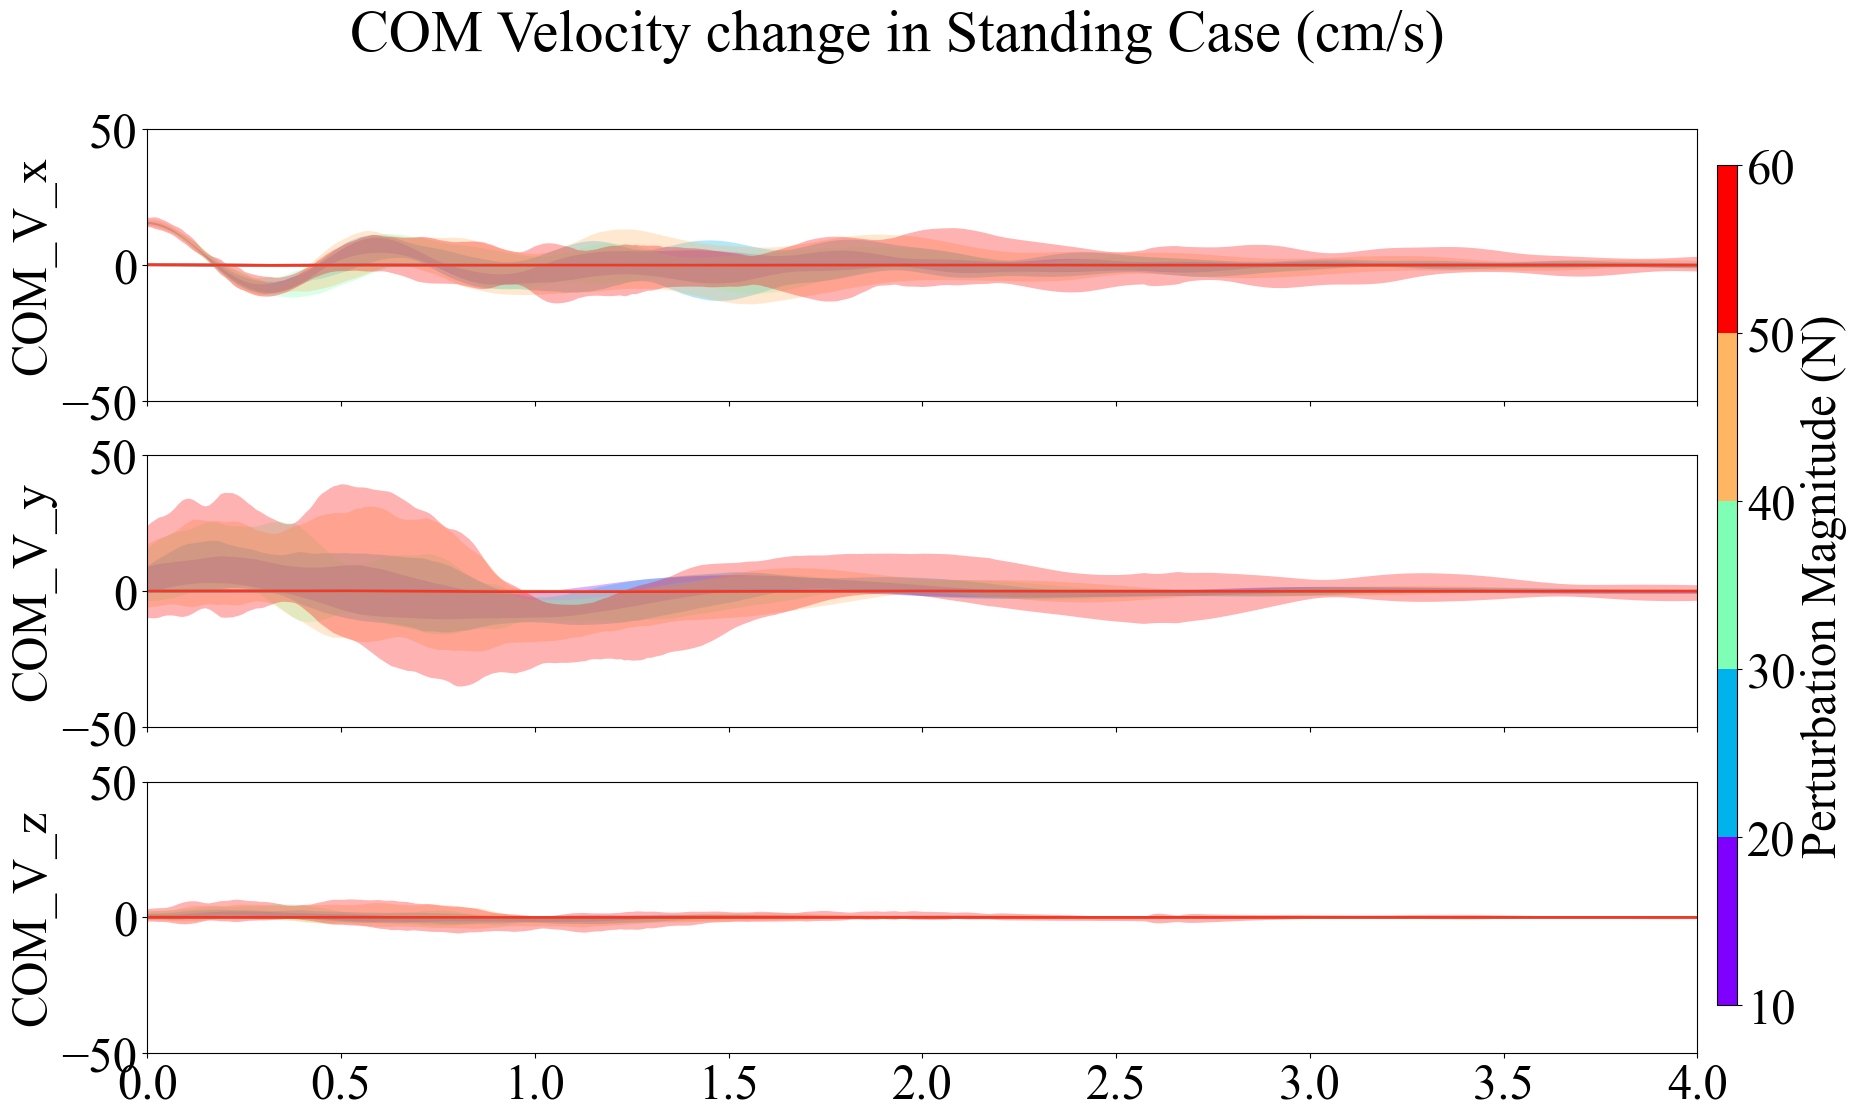 COM Velocity change in Standing Case (cm/s)
COM_V_x
50
0
−50
COM_V_y
50
0
−50
COM_V_z
50
0
−50
0.0 0.5 1.0 1.5 2.0 2.5 3.0 3.5 4.0
60
50
40
30
20
10
Perturbation Magnitude (N)